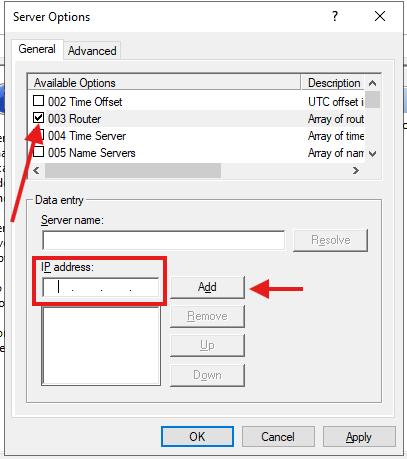 Server Options
General Advanced
Available Options Description
002 Time Offset UTC offset i
003 Router Array of rout
004 Time Server Array of time
005 Name Servers Array of nam
Data entry
Server name:
Resolve
IP address:
. . . Add
Remove
Up
Down
OK Cancel Apply